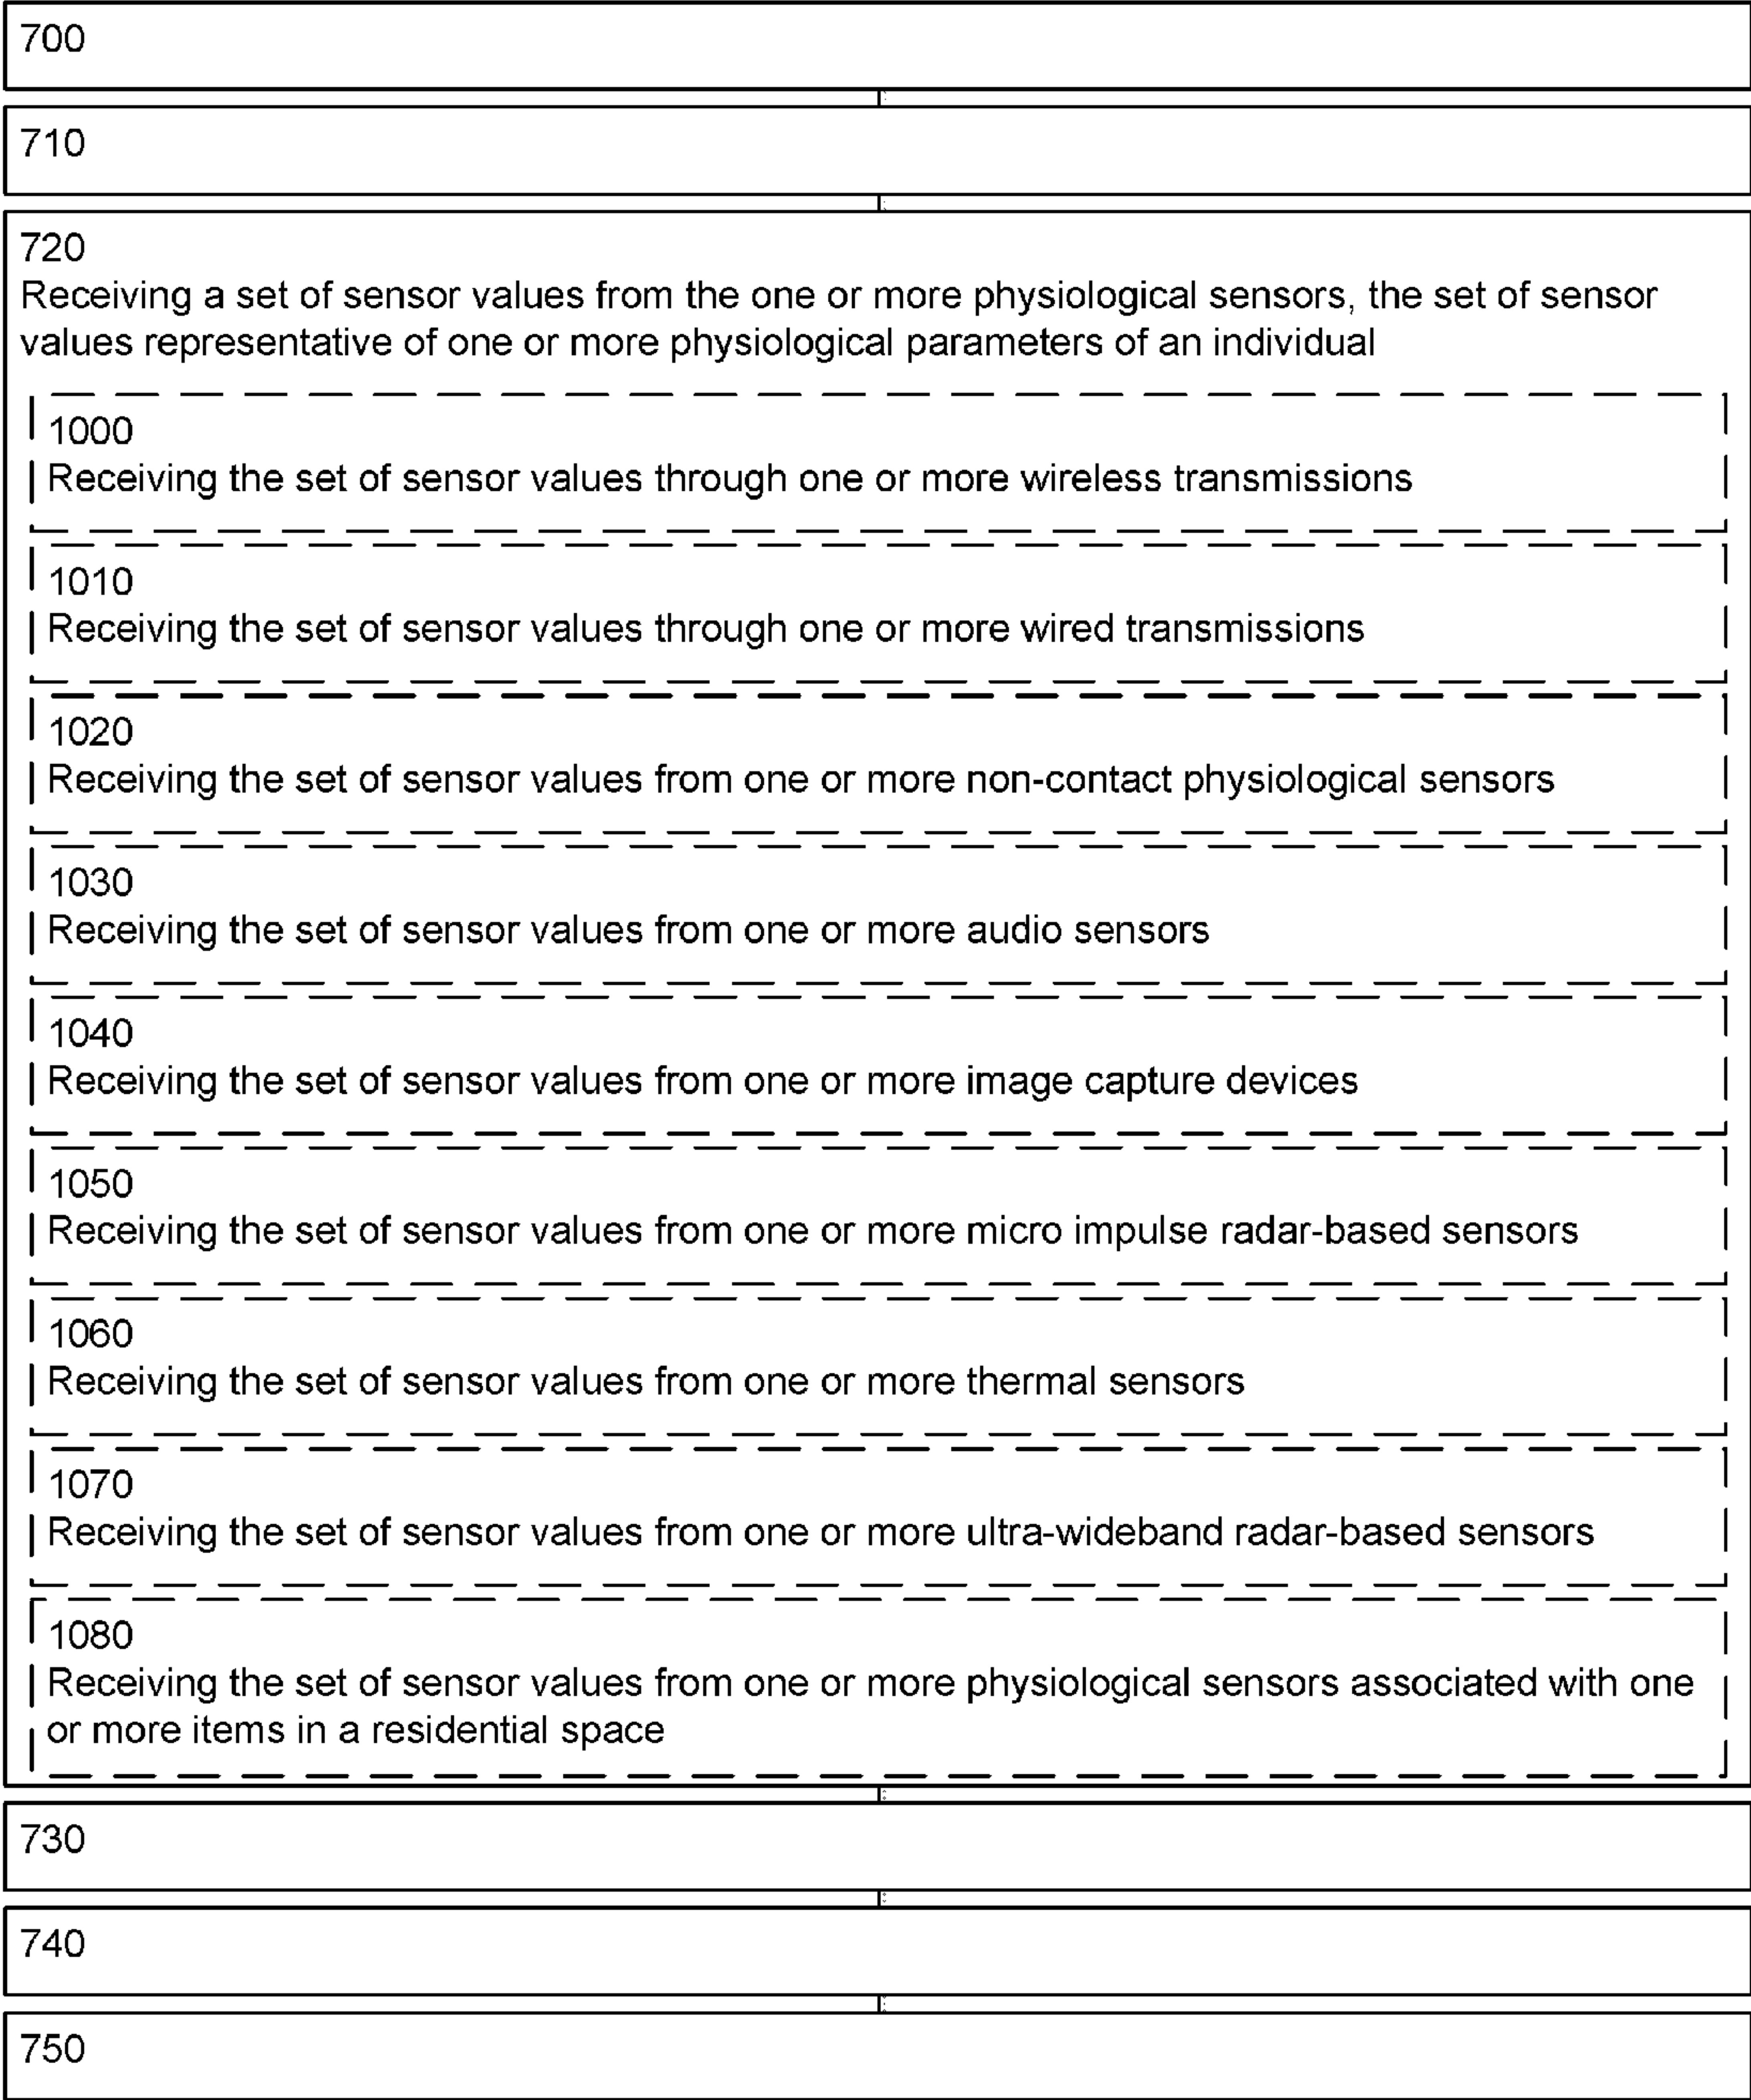 700
710
720
Receiving a set of sensor values from the one or more physiological sensors, the set of sensor
values representative of one or more physiological parameters of an individual
1000
Receiving the set of sensor values through one or more wireless transmissions
1010
Receiving the set of sensor values through one or more wired transmissions
1020
Receiving the set of sensor values from one or more non-contact physiological sensors
1030
Receiving the set of sensor values from one or more audio sensors
1040
Receiving the set of sensor values from one or more image capture devices
1050
Receiving the set of sensor values from one or more micro impulse radar-based sensors
1060
Receiving the set of sensor values from one or more thermal sensors
1070
Receiving the set of sensor values from one or more ultra-wideband radar-based sensors
1080
Receiving the set of sensor values from one or more physiological sensors associated with one
or more items in a residential space
730
740
750